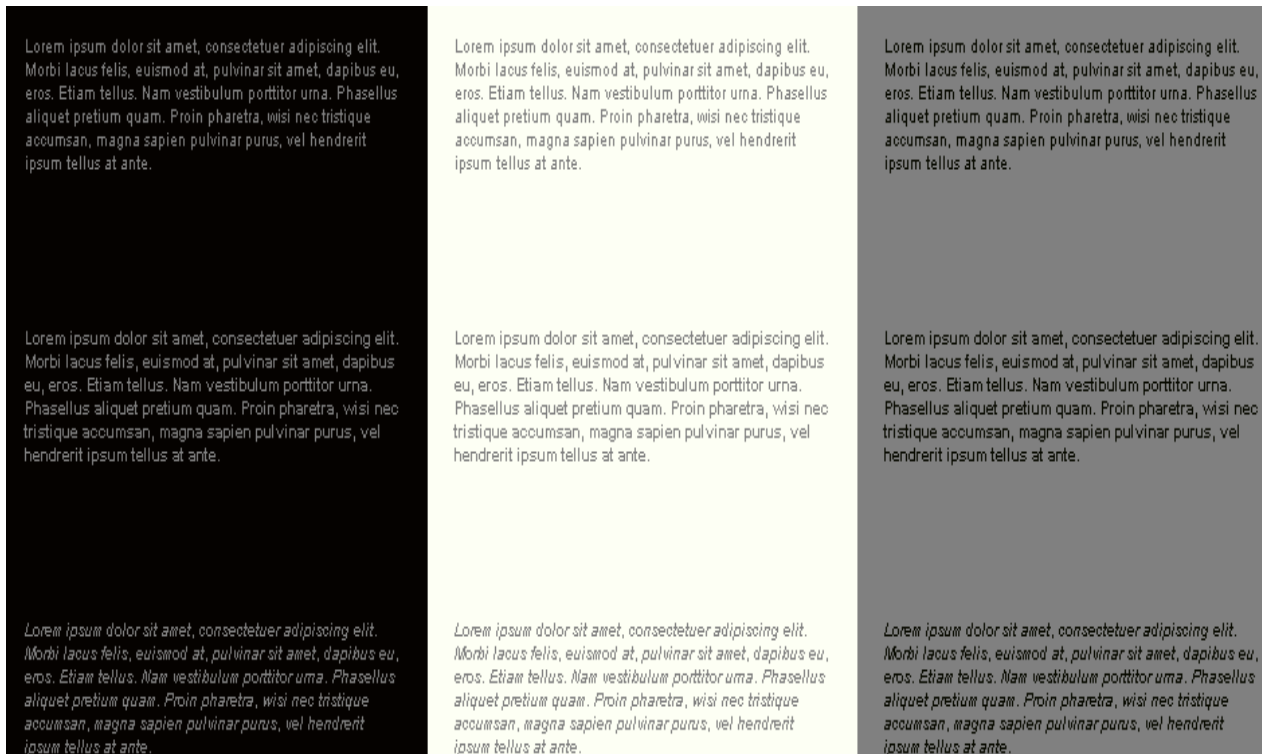 Lorem ipsum dolor sit amet, consectetuer adipiscing elit.
Morbi lacus felis, euismod at, pulvinar sit amet, dapibus eu,
eros. Etiam tellus. Nam vestibulum porttitor urna. Phasellus
aliquet pretium quam. Proin pharetra, wisi nec tristique
accumsan, magna sapien pulvinar purus, vel hendrerit
ipsum tellus at ante.
Lorem ipsum dolor sit amet, consectetuer adipiscing elit.
Morbi lacus felis, euismod at, pulvinar sit amet, dapibus eu,
eros. Etiam tellus. Nam vestibulum porttitor urna. Phasellus
aliquet pretium quam. Proin pharetra, wisi nec tristique
accumsan, magna sapien pulvinar purus, vel hendrerit
ipsum tellus at ante.
Lorem ipsum dolor sit amet, consectetuer adipiscing elit.
Morbi lacus felis, euismod at, pulvinar sit amet, dapibus eu,
eros. Etiam tellus. Nam vestibulum porttitor urna. Phasellus
aliquet pretium quam. Proin pharetra, wisi nec tristique
accumsan, magna sapien pulvinar purus, vel hendrerit
ipsum tellus at ante.
Lorem ipsum dolor sit amet, consectetuer adipiscing elit.
Morbi lacus felis, euismod at, pulvinar sit amet, dapibus
eu, eros. Etiam tellus. Nam vestibulum porttitor urna.
Phasellus aliquet pretium quam. Proin pharetra, wisi nec
tristique accumsan, magna sapien pulvinar purus, vel
hendrerit ipsum tellus at ante.
Lorem ipsum dolor sit amet, consectetuer adipiscing elit.
Morbi lacus felis, euismod at, pulvinar sit amet, dapibus
eu, eros. Etiam tellus. Nam vestibulum porttitor urna.
Phasellus aliquet pretium quam. Proin pharetra, wisi nec
tristique accumsan, magna sapien pulvinar purus, vel
hendrerit ipsum tellus at ante.
Lorem ipsum dolor sit amet, consectetuer adipiscing elit.
Morbi lacus felis, euismod at, pulvinar sit amet, dapibus
eu, eros. Etiam tellus. Nam vestibulum porttitor urna.
Phasellus aliquet pretium quam. Proin pharetra, wisi nec
tristique accumsan, magna sapien pulvinar purus, vel
hendrerit ipsum tellus at ante.
Lorem ipsum dolor sit amet, consectetuer adipiscing elit.
Morbi lacus felis, euismod at, pulvinar sit amet, dapibus eu,
eros. Etiam tellus. Nam vestibulum porttitor urna. Phasellus
aliquet pretium quam. Proin pharetra, wisi nec tristique
accumsan, magna sapien pulvinar purus, vel hendrerit
ipsum tellus at ante.
Lorem ipsum dolor sit amet, consectetuer adipiscing elit.
Morbi lacus felis, euismod at, pulvinar sit amet, dapibus eu,
eros. Etiam tellus. Nam vestibulum porttitor urna. Phasellus
aliquet pretium quam. Proin pharetra, wisi nec tristique
accumsan, magna sapien pulvinar purus, vel hendrerit
ipsum tellus at ante.
Lorem ipsum dolor sit amet, consectetuer adipiscing elit.
Morbi lacus felis, euismod at, pulvinar sit amet, dapibus eu,
eros. Etiam tellus. Nam vestibulum porttitor urna. Phasellus
aliquet pretium quam. Proin pharetra, wisi nec tristique
accumsan, magna sapien pulvinar purus, vel hendrerit
ipsum tellus at ante.